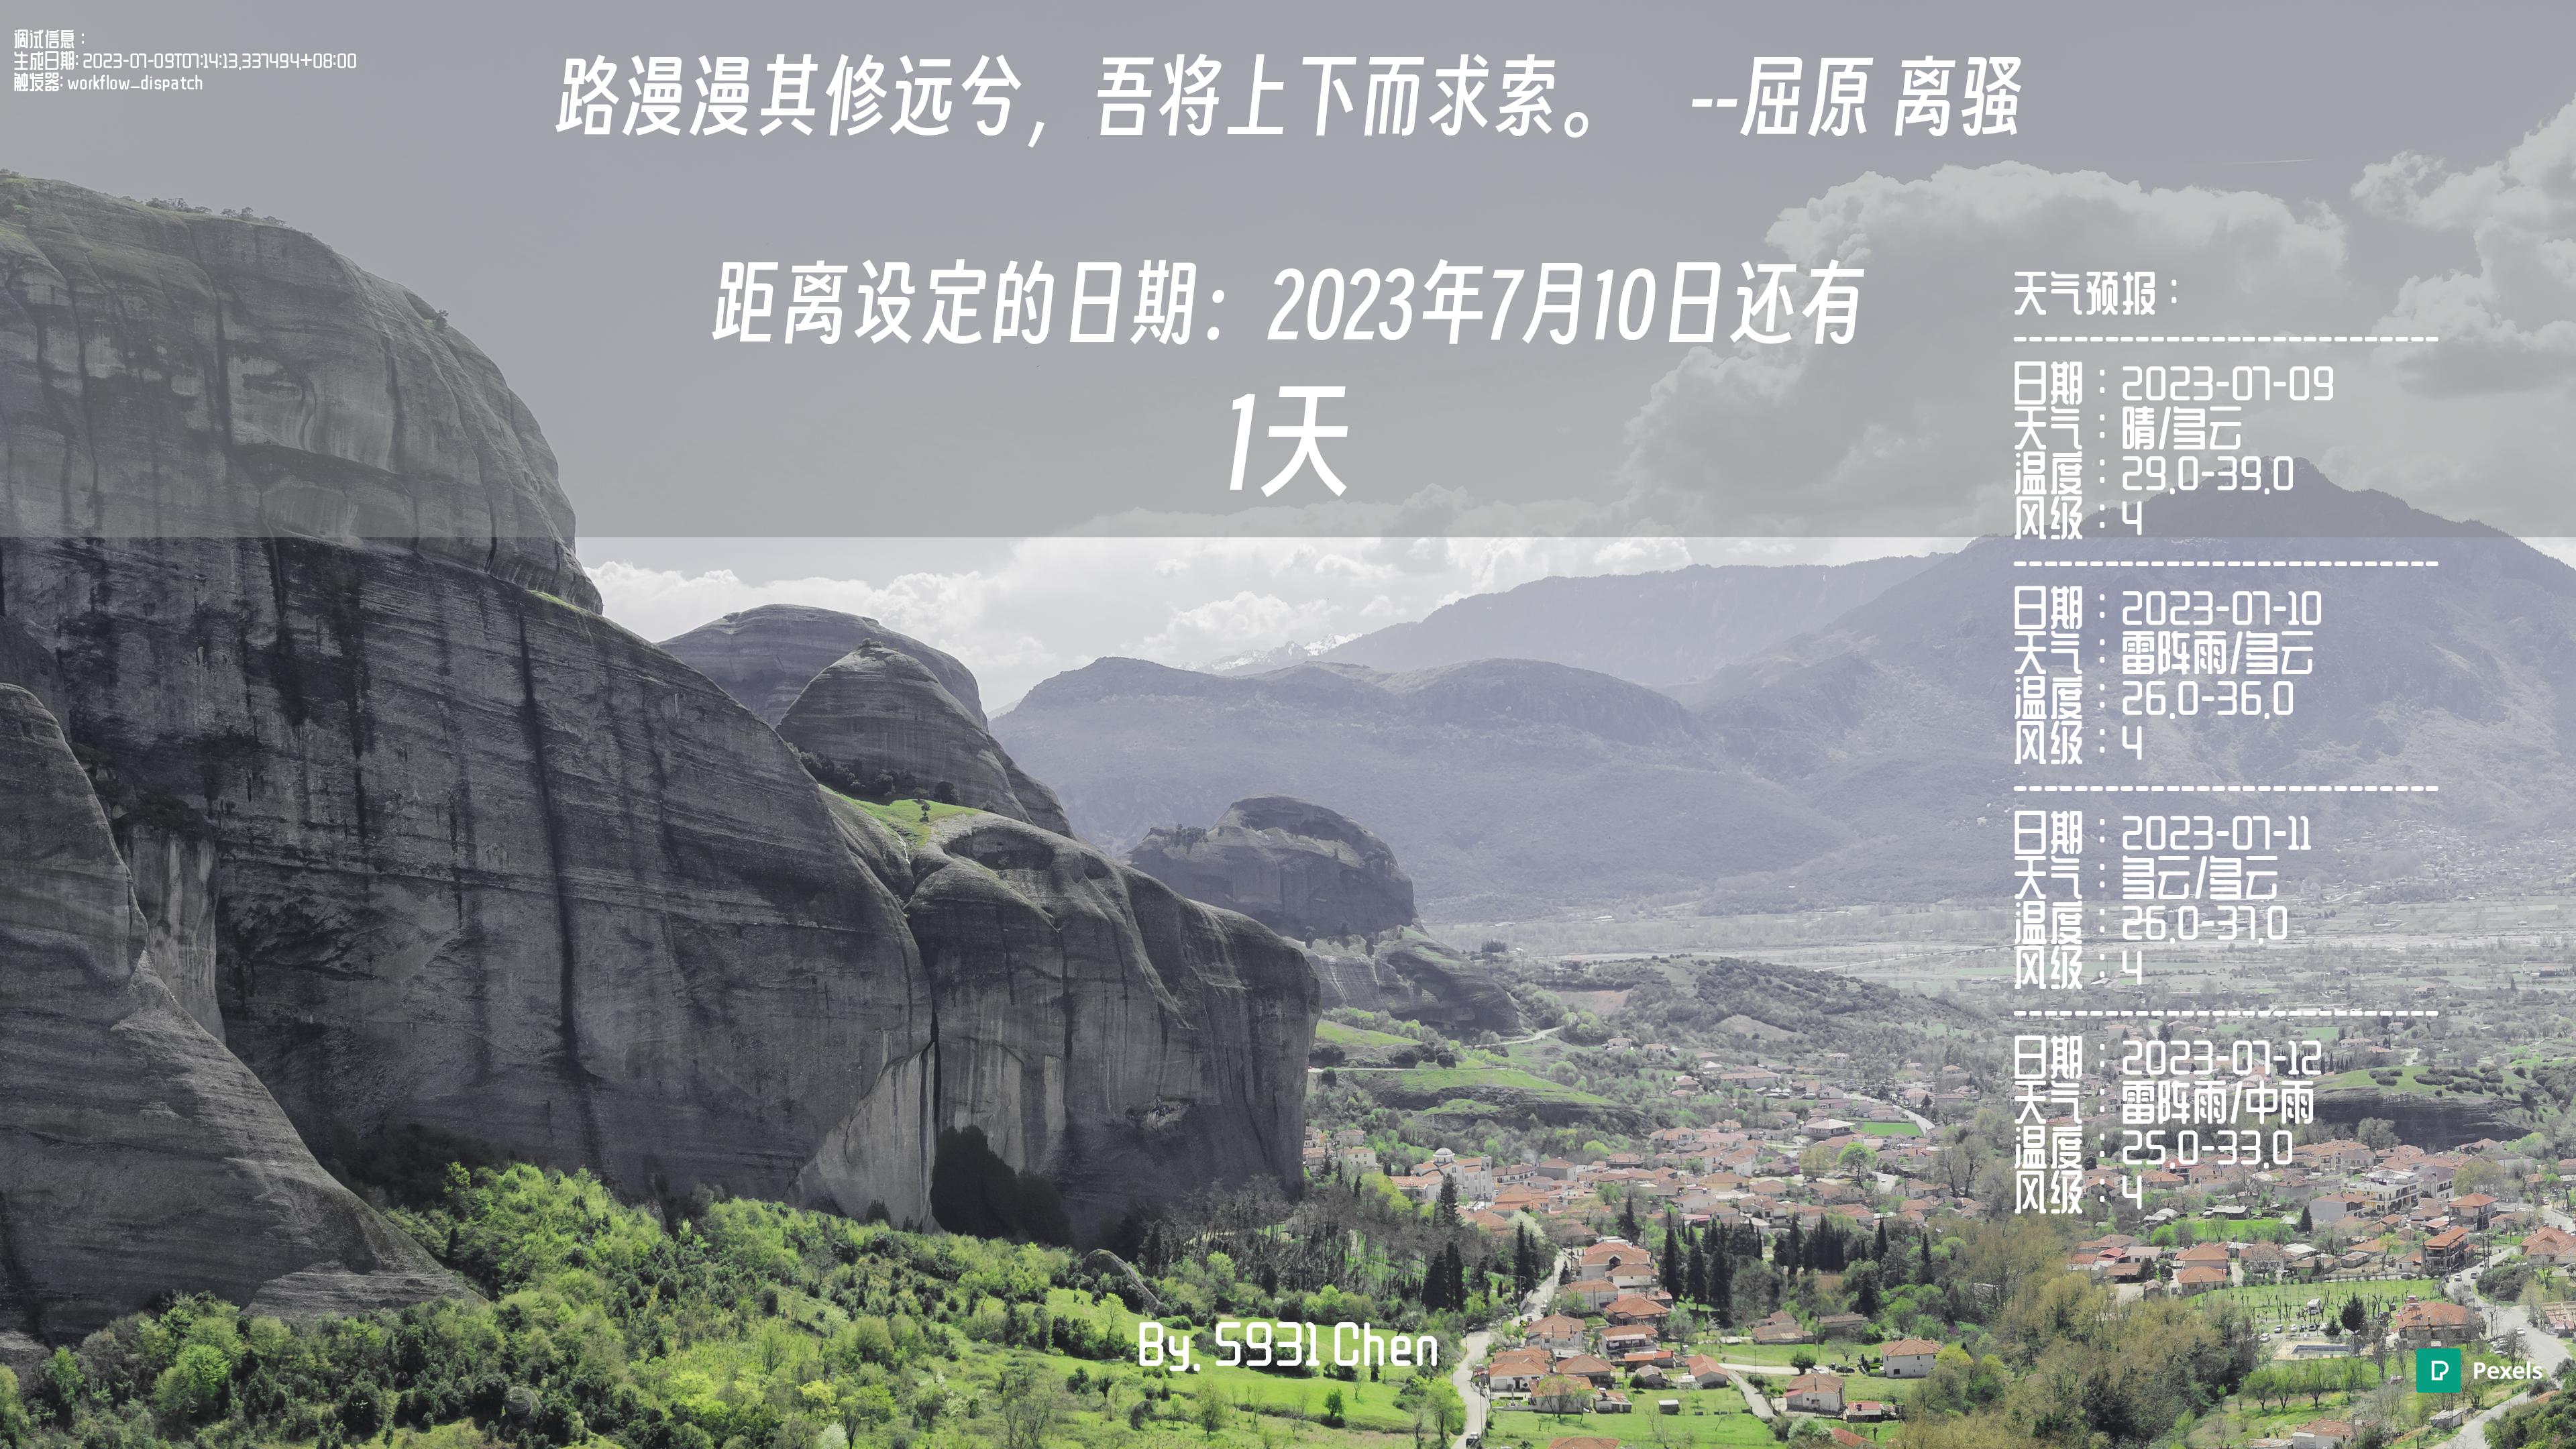 调试信息：
生成日期: 2023-07-09T07:14:13.337494+08:00
触发器: workflow_dispatch
路漫漫其修远兮，吾将上下而求索。 --屈原 离骚
距离设定的日期：2023年7月10日还有
1天
天气预报：
---------------------------
日期：2023-07-09
天气：晴/多云
温度：29.0-39.0
风级：4
---------------------------
日期：2023-07-10
天气：雷阵雨/多云
温度：26.0-36.0
风级：4
---------------------------
日期：2023-07-11
天气：多云/多云
温度：26.0-37.0
风级：4
---------------------------
日期：2023-07-12
天气：雷阵雨/中雨
温度：25.0-33.0
风级：4
By. 5931 Chen
Pexels